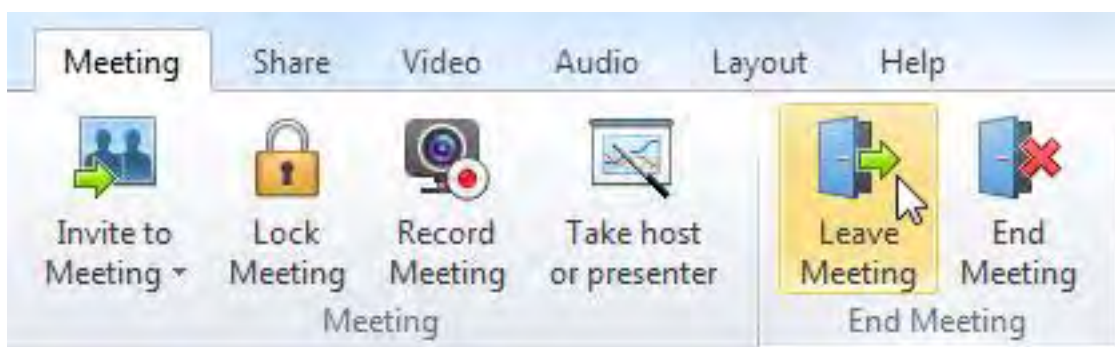 Meeting Share Video Audio Layout Help
Invite to Meeting
Lock Meeting
Record Meeting
Take host or presenter
Leave Meeting
End Meeting
Meeting
End Meeting